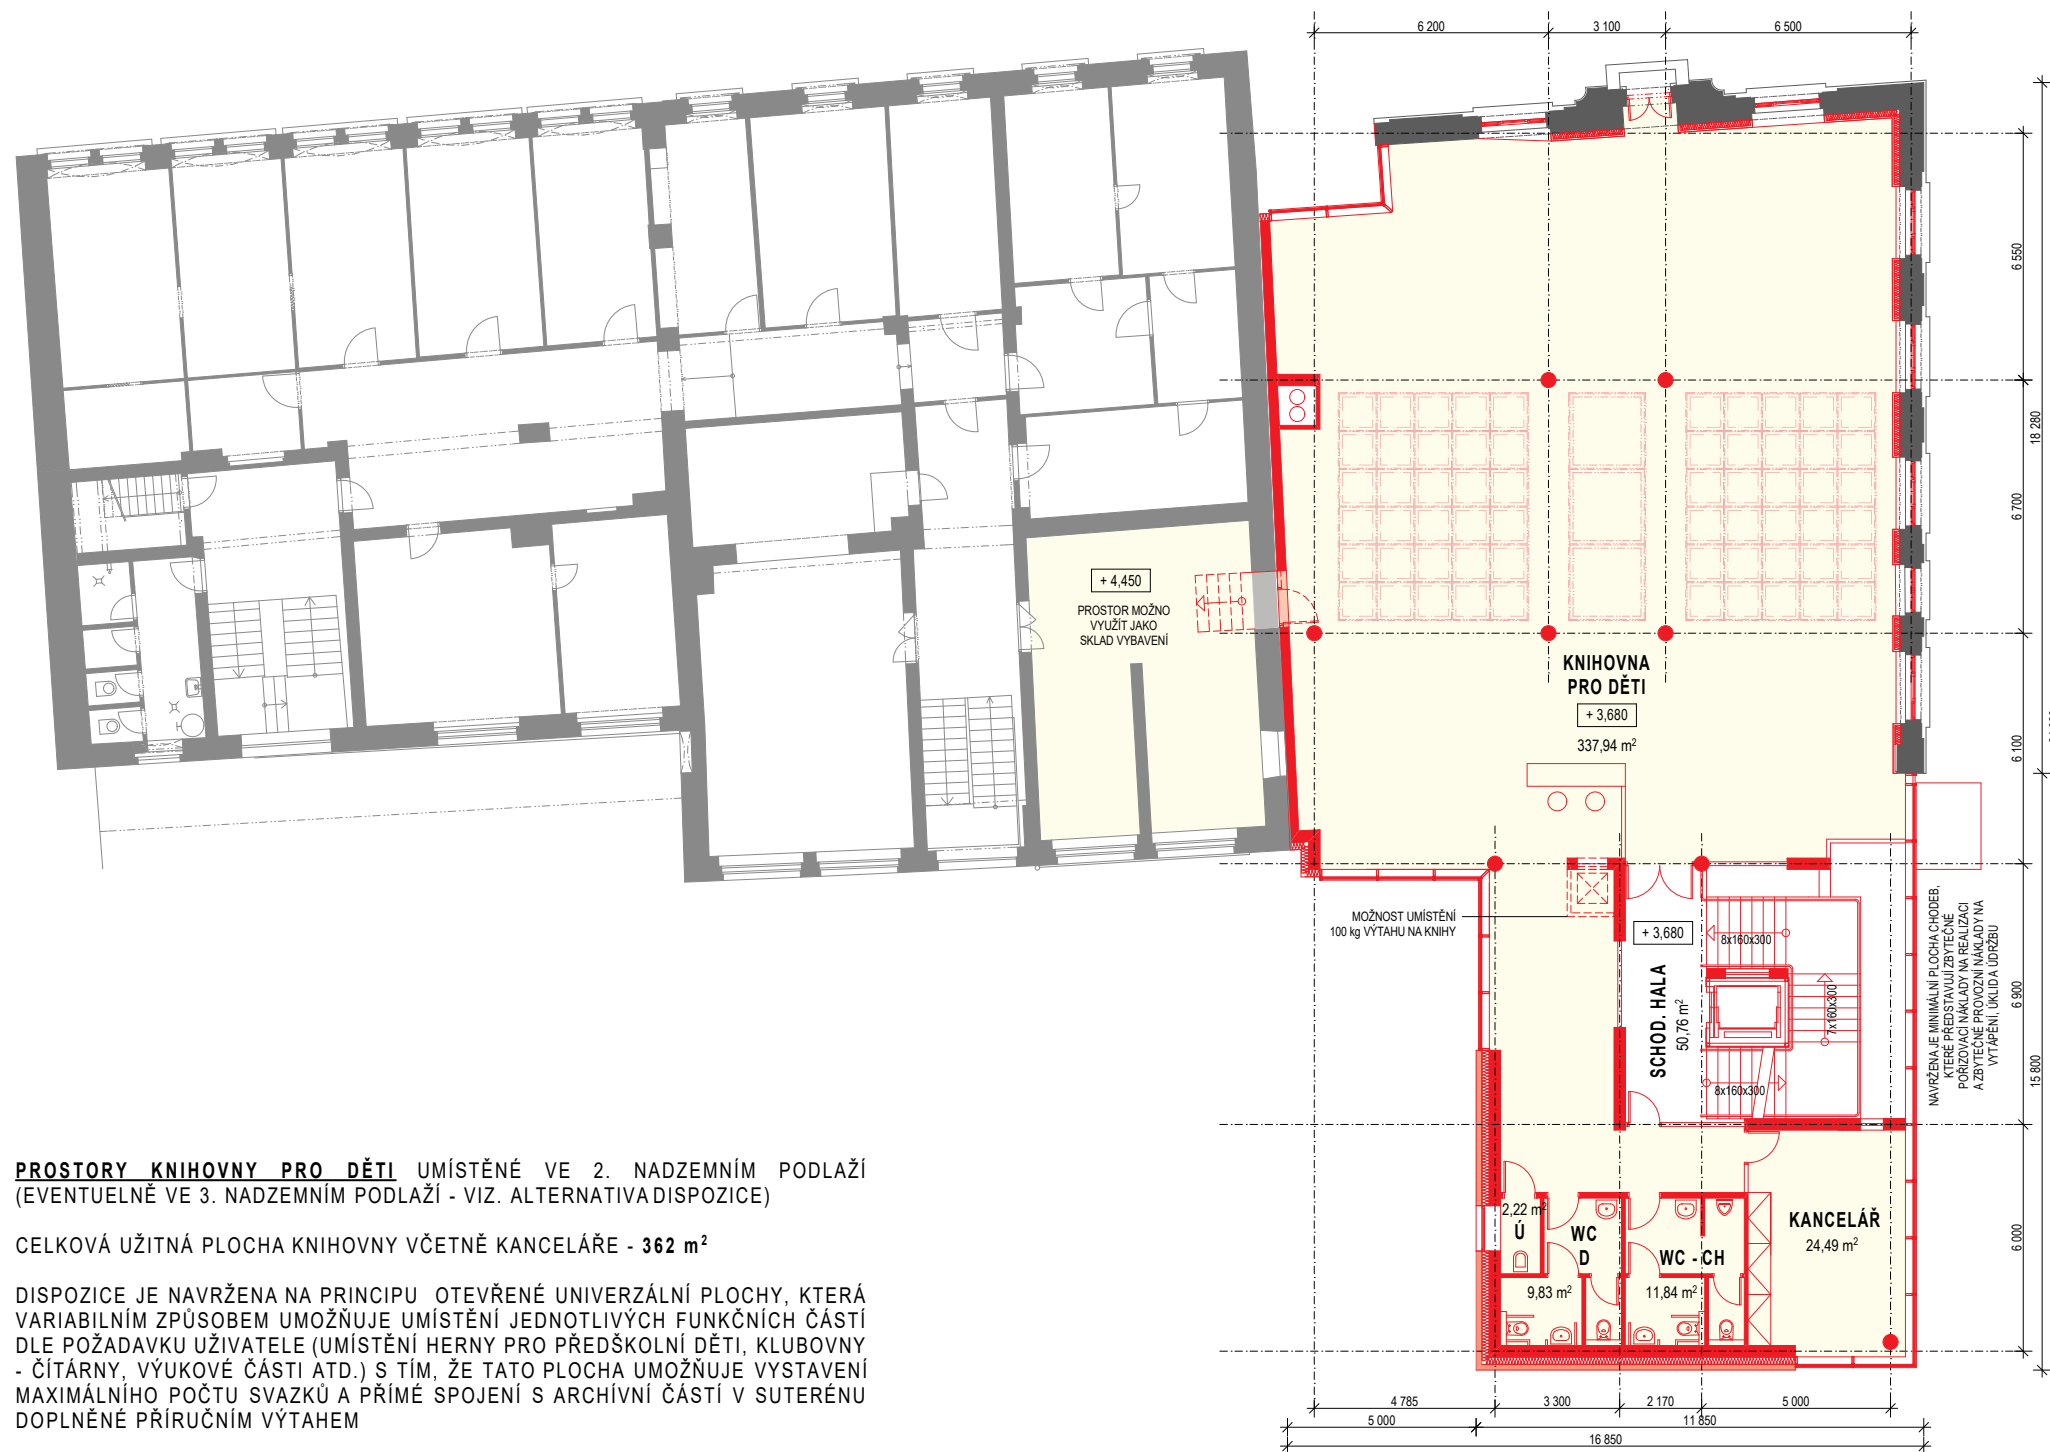 6 200
3 100
6 500
6 550
18 280
6 700
6 100
+ 4,450
PROSTOR MOŽNO
VYUŽÍT JAKO
SKLAD VYBAVENÍ
KNIHOVNA
PRO DĚTI
+ 3,680
337,94 m²
MOŽNOST UMÍSTĚNÍ
100 kg VÝTAHU NA KNIHY
+ 3,680
SCHOD. HALA
50,76 m²
8x160x300
7x160x300
8x160x300
NAVRŽENA JE MINIMÁLNÍ PLOCHA CHODEB,
KTERÉ PŘEDSTAVUJÍ ZBYTEČNÉ
POŘIZOVACÍ NÁKLADY NA REALIZACI
A ZBYTEČNÉ PROVOZNÍ NÁKLADY NA
VYTÁPĚNÍ, ÚKLID A ÚDRŽBU
6 900
15 800
6 000
2,22 m²
Ú
WC
D
9,83 m²
WC - CH
11,84 m²
KANCELÁŘ
24,49 m²
4 785
3 300
2 170
5 000
5 000
11 850
16 850
PROSTORY KNIHOVNY PRO DĚTI UMÍSTĚNÉ VE 2. NADZEMNÍM PODLAŽÍ
(EVENTUELNĚ VE 3. NADZEMNÍM PODLAŽÍ - VIZ. ALTERNATIVA DISPOZICE)
CELKOVÁ UŽITNÁ PLOCHA KNIHOVNY VČETNĚ KANCELÁŘE - 362 m²
DISPOZICE JE NAVRŽENA NA PRINCIPU OTEVŘENÉ UNIVERZÁLNÍ PLOCHY, KTERÁ
VARIABILNÍM ZPŮSOBEM UMOŽŇUJE UMÍSTĚNÍ JEDNOTLIVÝCH FUNKČNÍCH ČÁSTÍ
DLE POŽADAVKU UŽIVATELE (UMÍSTĚNÍ HERNY PRO PŘEDŠKOLNÍ DĚTI, KLUBOVNY
- ČÍTÁRNY, VÝUKOVÉ ČÁSTI ATD.) S TÍM, ŽE TATO PLOCHA UMOŽŇUJE VYSTAVENÍ
MAXIMÁLNÍHO POČTU SVAZKŮ A PŘÍMÉ SPOJENÍ S ARCHÍVNÍ ČÁSTÍ V SUTERÉNU
DOPLNĚNÉ PŘÍRUČNÍM VÝTAHEM